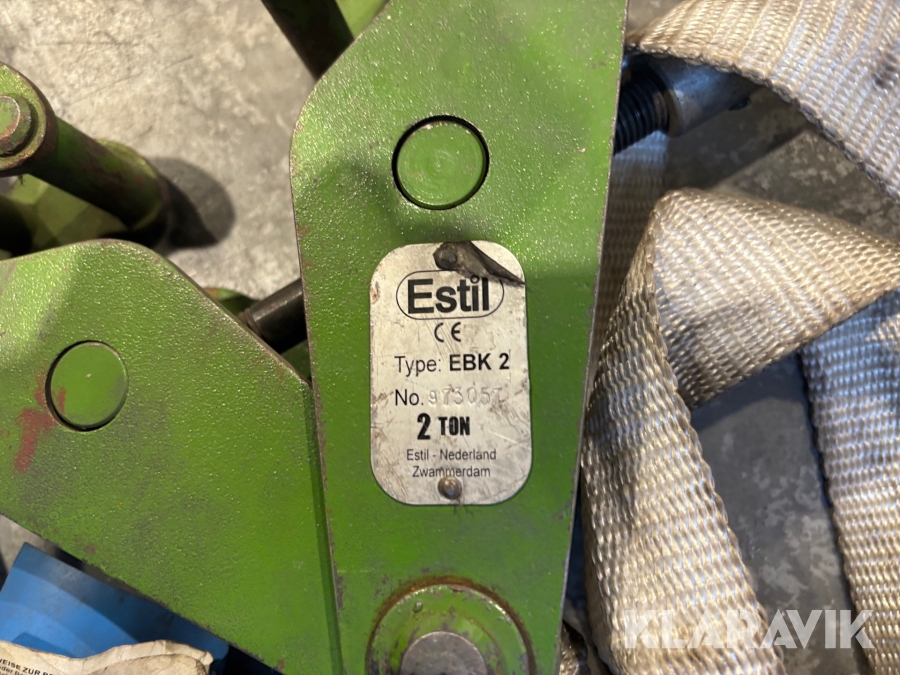 Estil
CE
Type: EBK 2
No. 973057
2 TON
Estil - Nederland
Zwammerdam
KLARAVIK